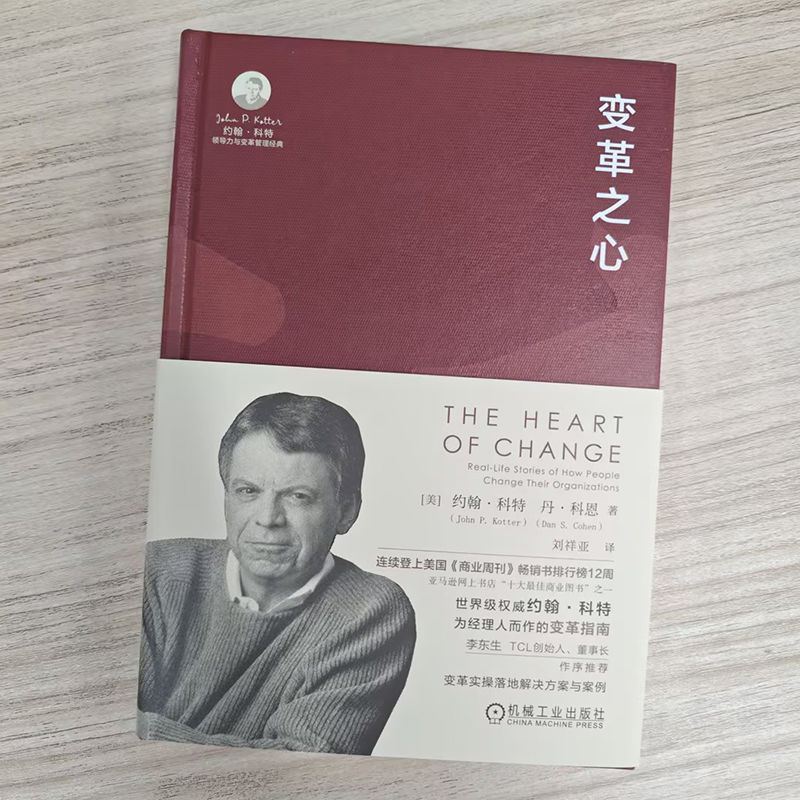 John P. Kotter
约翰·科特
领导力与变革管理经典
变革之心
THE HEART
OF CHANGE
Real-Life Stories of How People
Change Their Organizations
[美] 约翰·科特 丹·科恩 著
(John P. Kotter) (Dan S. Cohen)
刘祥亚 译
连续登上美国《商业周刊》畅销书排行榜12周
亚马逊网上书店“十大最佳商业图书”之一
世界级权威约翰·科特
为经理人而作的变革指南
李东生 TCL创始人、董事长
作序推荐
变革实操落地解决方案与案例
机械工业出版社
CHINA MACHINE PRESS